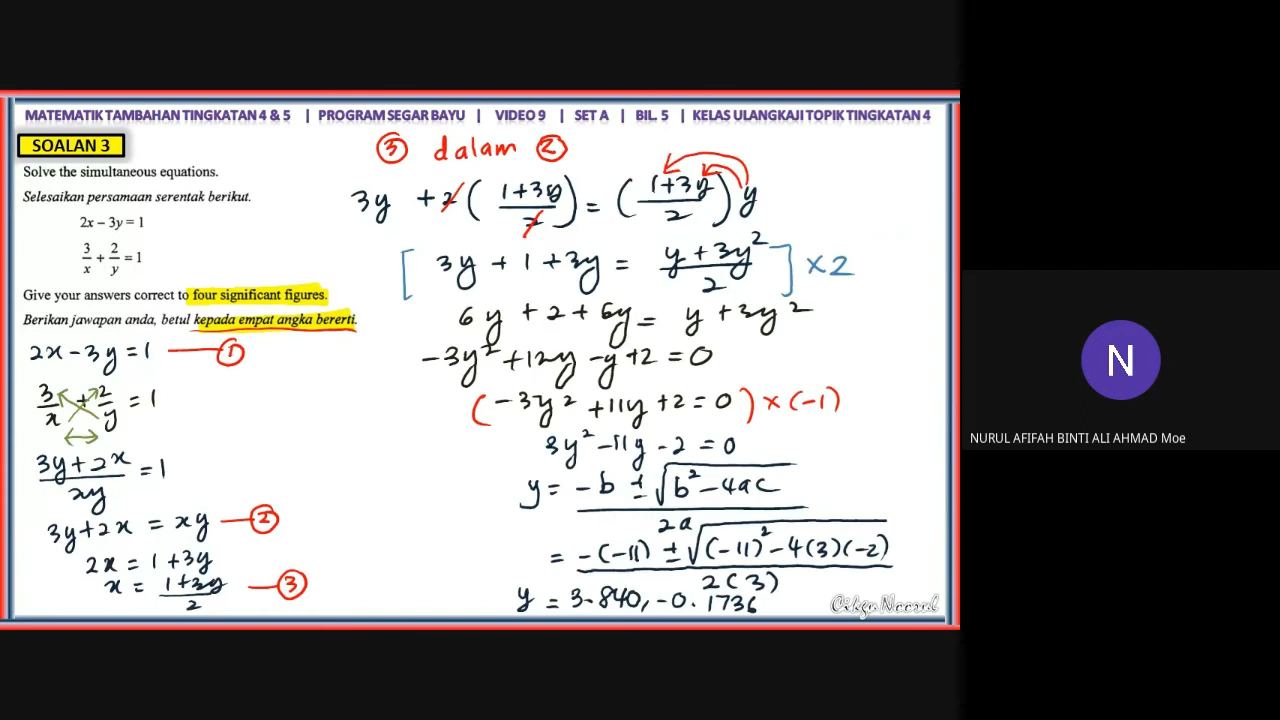 MATEMATIK TAMBAHAN TINGKATAN 4 & 5 | PROGRAM SEGAR BAYU | VIDEO 9 | SET A | BIL. 5 | KELAS ULANGKAJI TOPIK TINGKATAN 4
SOALAN 3
Solve the simultaneous equations.
Selesaikan persamaan serentak berikut.
2x − 3y = 1
3/x + 2/y = 1
Give your answers correct to four significant figures.
Berikan jawapan anda, betul kepada empat angka bererti.
2x − 3y = 1 — ①
3/x + 2/y = 1
(3y + 2x)/xy = 1
3y + 2x = xy — ②
2x = 1 + 3y
x = (1 + 3y)/2 — ③
③ dalam ②
3y + 2((1 + 3y)/2) = ((1 + 3y)/2) y
[3y + 1 + 3y = (y + 3y²)/2] × 2
6y + 2 + 6y = y + 3y²
−3y² + 12y − y + 2 = 0
(−3y² + 11y + 2 = 0) × (−1)
3y² − 11y − 2 = 0
y = (−b ± √(b² − 4ac))/2a
= (−(−11) ± √((−11)² − 4(3)(−2)))/2(3)
y = 3.840, −0.1736
Cikgu Noorul
N
NURUL AFIFAH BINTI ALI AHMAD Moe